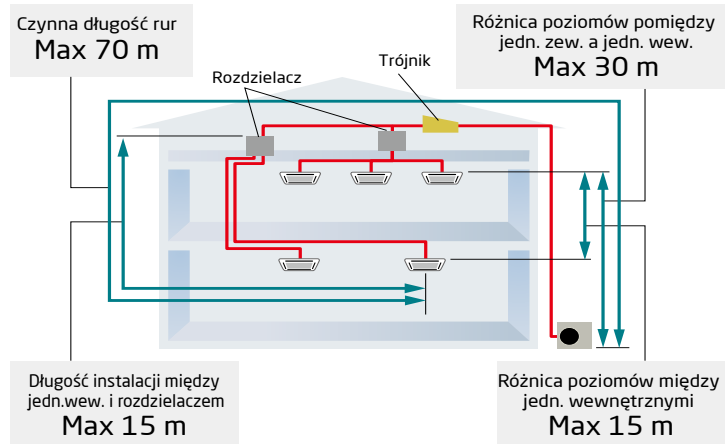 Czynna długość rur
Max 70 m
Różnica poziomów pomiędzy
jedn. zew. a jedn. wew.
Max 30 m
Rozdzielacz
Trójnik
Długość instalacji między
jedn.wew. i rozdzielaczem
Max 15 m
Różnica poziomów między
jedn. wewnętrznymi
Max 15 m